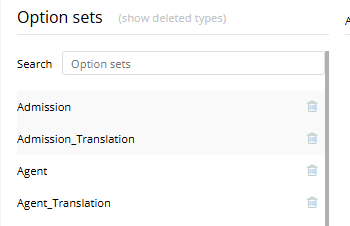 Option sets (show deleted types)
Search Option sets
Admission
Admission_Translation
Agent
Agent_Translation